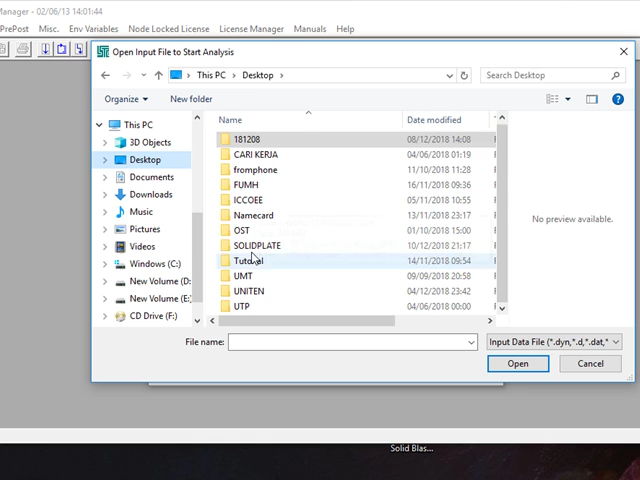 Manager - 02/06/13 14:01:44
PrePost Misc. Env Variables Node Locked License License Manager Manuals Help
Open Input File to Start Analysis
This PC > Desktop >
Search Desktop
Organize
New folder
Name
Date modified
This PC
3D Objects
Desktop
Documents
Downloads
Music
Pictures
Videos
Windows (C:)
New Volume (D:
New Volume (E:
CD Drive (F:)
181208 08/12/2018 14:08
CARI KERJA 04/06/2018 01:19
fromphone 11/10/2018 11:28
FUMH 16/11/2018 09:36
ICCOEE 05/11/2018 10:55
Namecard 13/11/2018 23:17
OST 01/10/2018 15:00
SOLIDPLATE 10/12/2018 21:17
Tutorial 14/11/2018 09:54
UMT 09/09/2018 20:58
UNITEN 04/12/2018 23:42
UTP 04/06/2018 00:00
No preview available.
File name:
Input Data File (*.dyn,*.d,*.dat,*
Open
Cancel
Solid Blas...